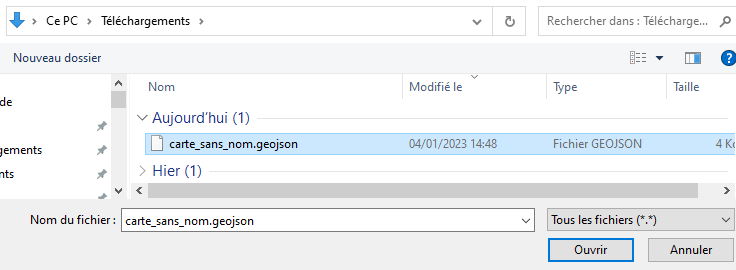 Ce PC > Téléchargements >
Rechercher dans : Télécharge...
Nouveau dossier
Nom Modifié le Type Taille
de
Aujourd'hui (1)
gements
carte_sans_nom.geojson 04/01/2023 14:48 Fichier GEOJSON 4 Ko
nts
Hier (1)
Nom du fichier : carte_sans_nom.geojson Tous les fichiers (*.*)
Ouvrir Annuler